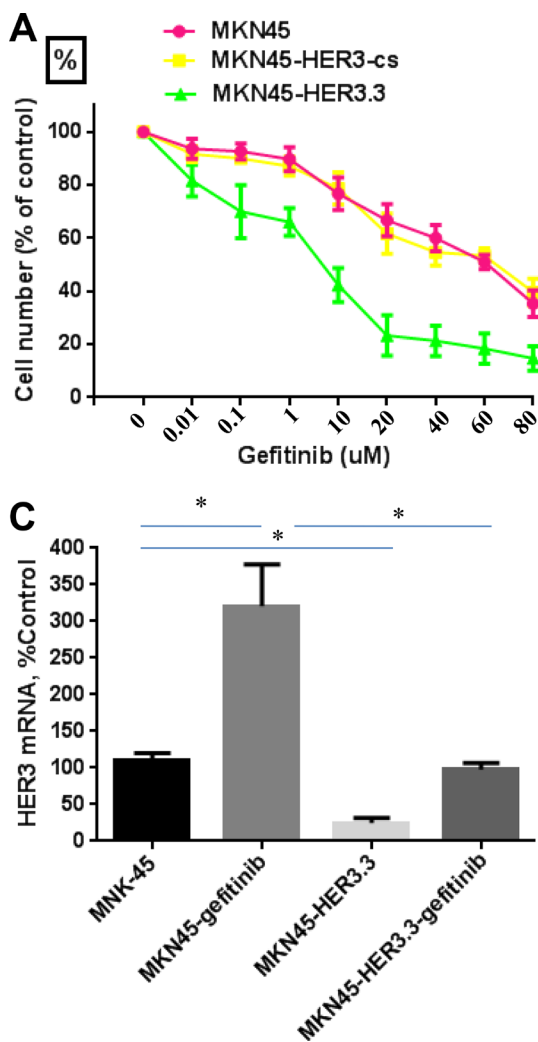 A
%
MKN45
MKN45-HER3-cs
MKN45-HER3.3
Cell number (% of control)
100
80
60
40
20
0
0 0.01 0.1 1 10 20 40 60 80
Gefitinib (uM)
C
* * *
HER3 mRNA, %Control
400
350
300
250
200
150
100
50
0
MNK-45
MKN45-gefitinib
MKN45-HER3.3
MKN45-HER3.3-gefitinib